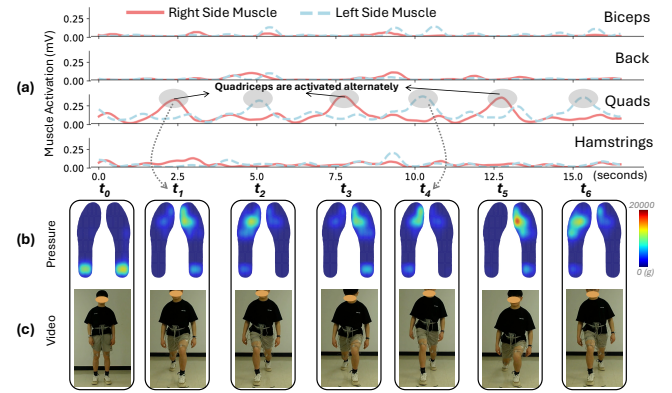 Right Side Muscle
Left Side Muscle
Biceps
0.25
0.00
Back
0.25
0.00
Quadriceps are activated alternately
Quads
0.25
0.00
Hamstrings
0.25
0.00
Muscle Activation (mV)
(a)
0.0 2.5 5.0 7.5 10.0 12.5 15.0 (seconds)
t0 t1 t2 t3 t4 t5 t6
(b)
Pressure
20000
0 (g)
(c)
Video